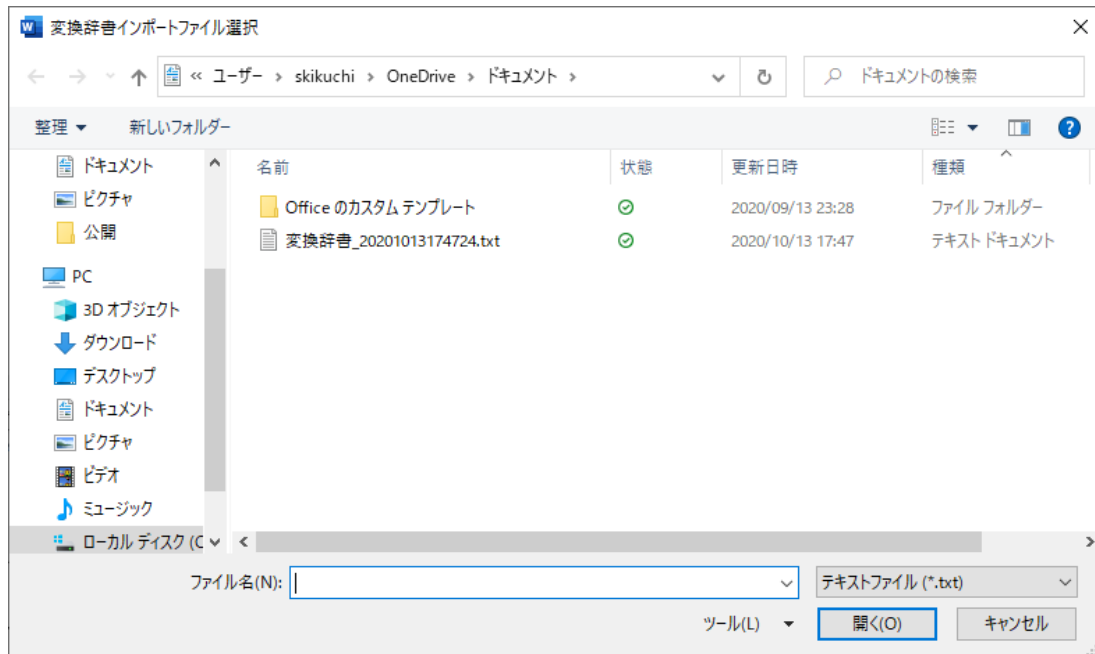 変換辞書インポートファイル選択
« ユーザー › skikuchi › OneDrive › ドキュメント ›
ドキュメントの検索
整理
新しいフォルダー
ドキュメント
ピクチャ
公開
PC
3D オブジェクト
ダウンロード
デスクトップ
ドキュメント
ピクチャ
ビデオ
ミュージック
ローカル ディスク (C
名前 状態 更新日時 種類
Office のカスタム テンプレート 2020/09/13 23:28 ファイル フォルダー
変換辞書_20201013174724.txt 2020/10/13 17:47 テキスト ドキュメント
ファイル名(N):
テキストファイル (*.txt)
ツール(L) 開く(O) キャンセル